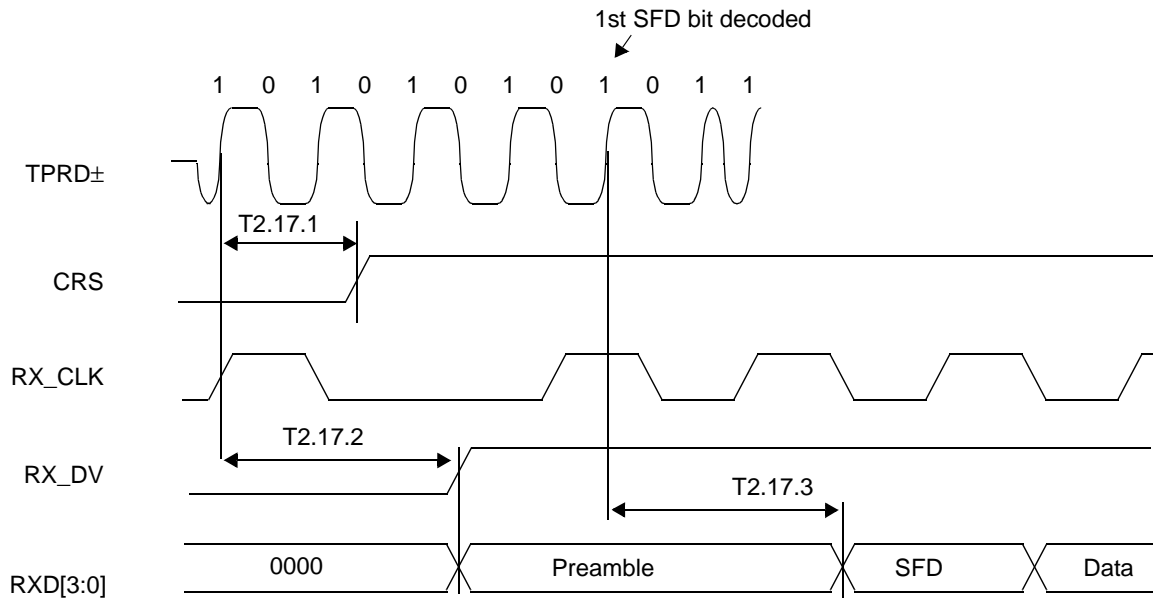 1st SFD bit decoded
1 0 1 0 1 0 1 0 1 0 1 1
TPRD±
T2.17.1
CRS
RX_CLK
T2.17.2
RX_DV
T2.17.3
RXD[3:0] 0000 Preamble SFD Data